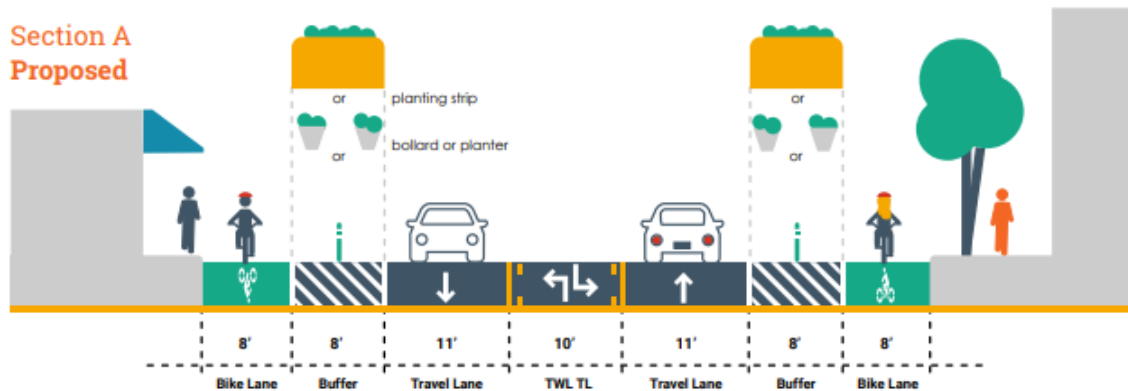 Section A
Proposed
or
planting strip
or
bollard or planter
or
or
8’ 8’ 11’ 10’ 11’ 8’ 8’
Bike Lane Buffer Travel Lane TWL TL Travel Lane Buffer Bike Lane